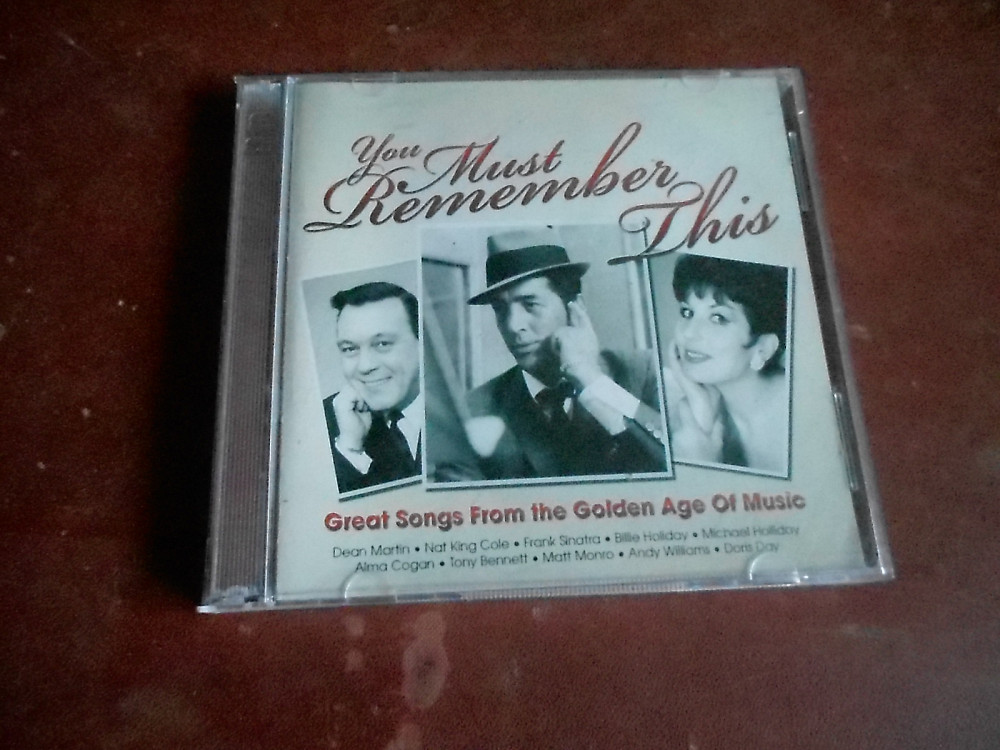 You Must
Remember
This
Great Songs From the Golden Age Of Music
Dean Martin • Nat King Cole • Frank Sinatra • Billie Holiday • Michael Holliday
Alma Cogan • Tony Bennett • Matt Monro • Andy Williams • Doris Day